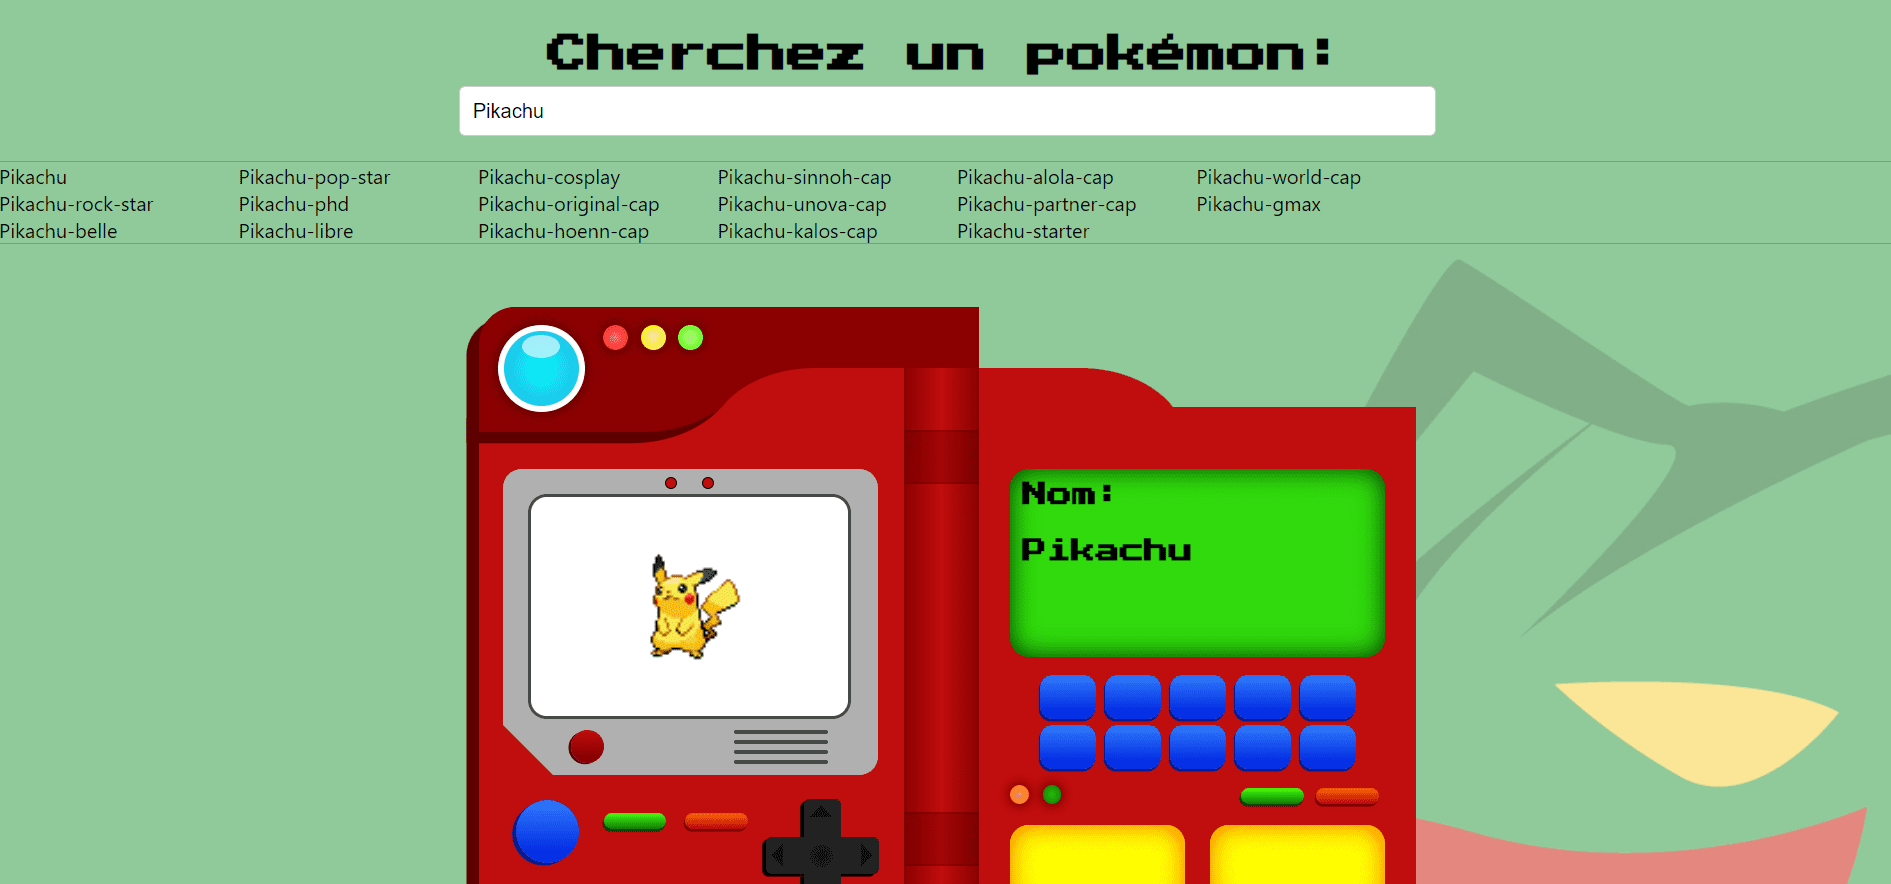 Cherchez un pokémon:
Pikachu
Pikachu Pikachu-pop-star Pikachu-cosplay Pikachu-sinnoh-cap Pikachu-alola-cap Pikachu-world-cap
Pikachu-rock-star Pikachu-phd Pikachu-original-cap Pikachu-unova-cap Pikachu-partner-cap Pikachu-gmax
Pikachu-belle Pikachu-libre Pikachu-hoenn-cap Pikachu-kalos-cap Pikachu-starter
Nom:
Pikachu